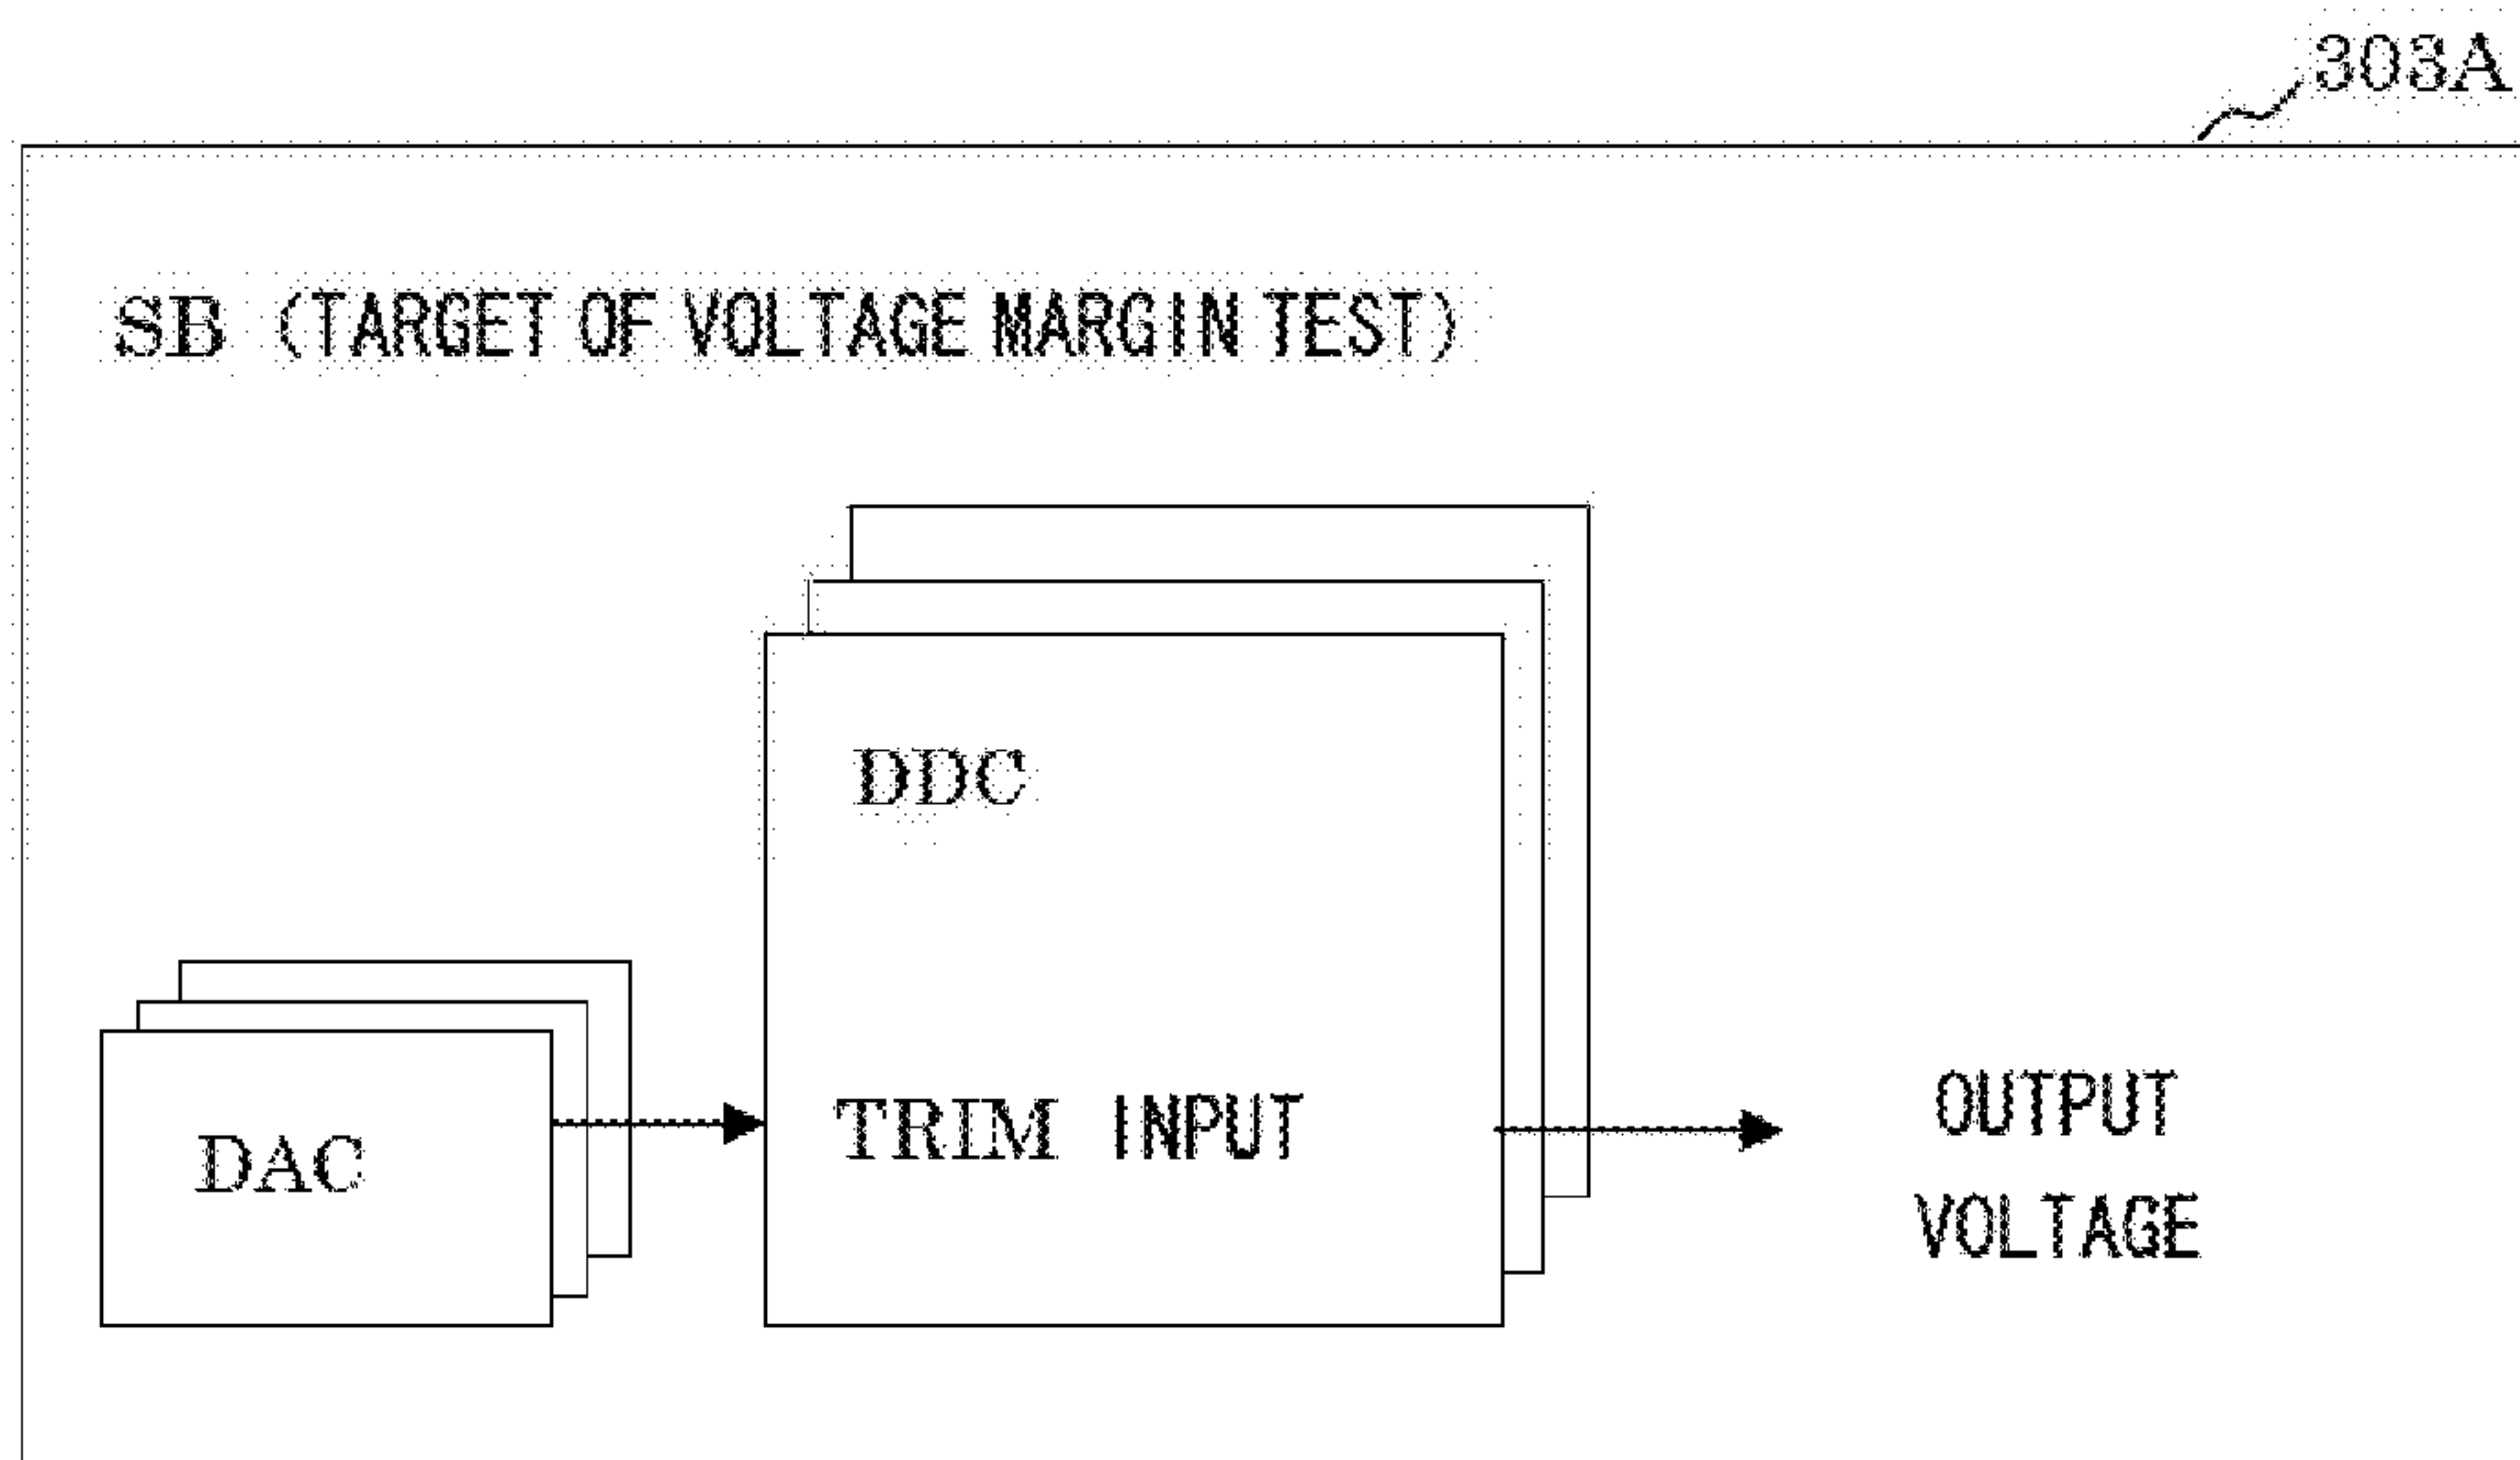 303A
SB (TARGET OF VOLTAGE MARGIN TEST)
DDC
DAC
TRIM INPUT
OUTPUT
VOLTAGE